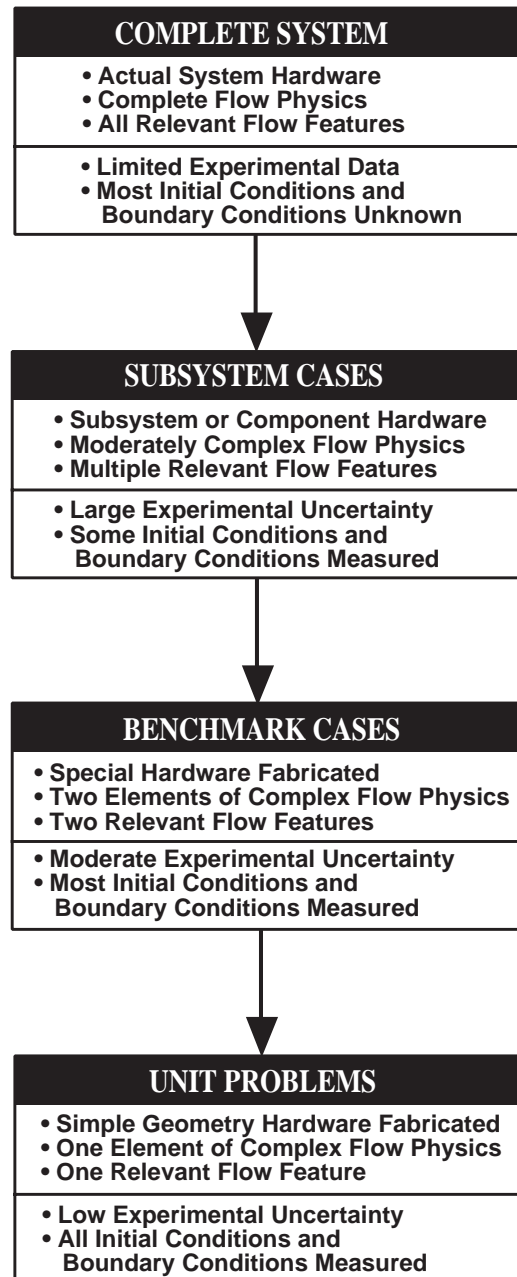 COMPLETE SYSTEM
• Actual System Hardware
• Complete Flow Physics
• All Relevant Flow Features
• Limited Experimental Data
• Most Initial Conditions and
Boundary Conditions Unknown
SUBSYSTEM CASES
• Subsystem or Component Hardware
• Moderately Complex Flow Physics
• Multiple Relevant Flow Features
• Large Experimental Uncertainty
• Some Initial Conditions and
Boundary Conditions Measured
BENCHMARK CASES
• Special Hardware Fabricated
• Two Elements of Complex Flow Physics
• Two Relevant Flow Features
• Moderate Experimental Uncertainty
• Most Initial Conditions and
Boundary Conditions Measured
UNIT PROBLEMS
• Simple Geometry Hardware Fabricated
• One Element of Complex Flow Physics
• One Relevant Flow Feature
• Low Experimental Uncertainty
• All Initial Conditions and
Boundary Conditions Measured